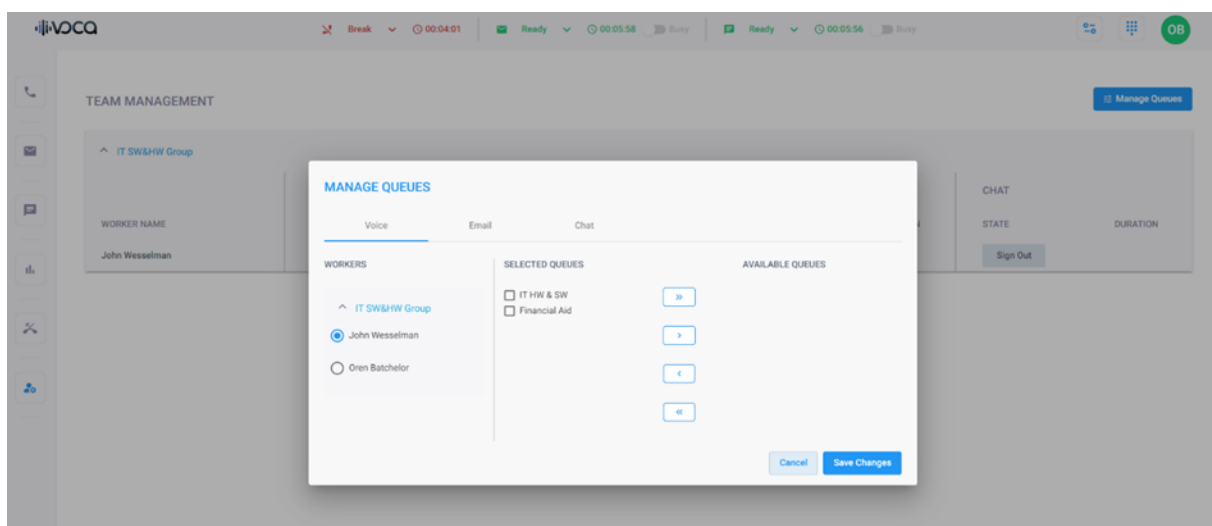 VOCA
Break 00:04:01 Ready 00:05:58 Busy Ready 00:05:56 Busy OB
TEAM MANAGEMENT Manage Queues
IT SW&HW Group
MANAGE QUEUES
CHAT
Voice Email Chat
WORKER NAME N STATE DURATION
John Wesselman Sign Out
WORKERS SELECTED QUEUES AVAILABLE QUEUES
IT SW&HW Group
IT HW & SW
Financial Aid
John Wesselman
Oren Batchelor
Cancel Save Changes